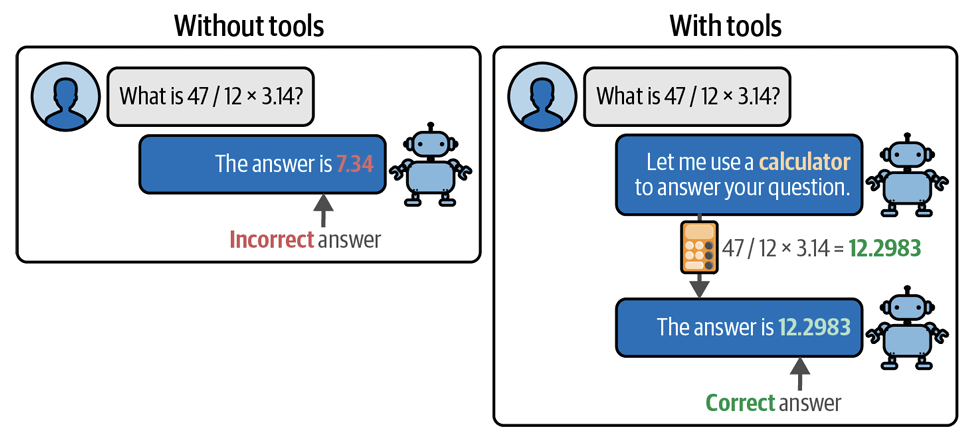 Without tools
What is 47 / 12 × 3.14?
The answer is 7.34
Incorrect answer
With tools
What is 47 / 12 × 3.14?
Let me use a calculator
to answer your question.
47 / 12 × 3.14 = 12.2983
The answer is 12.2983
Correct answer